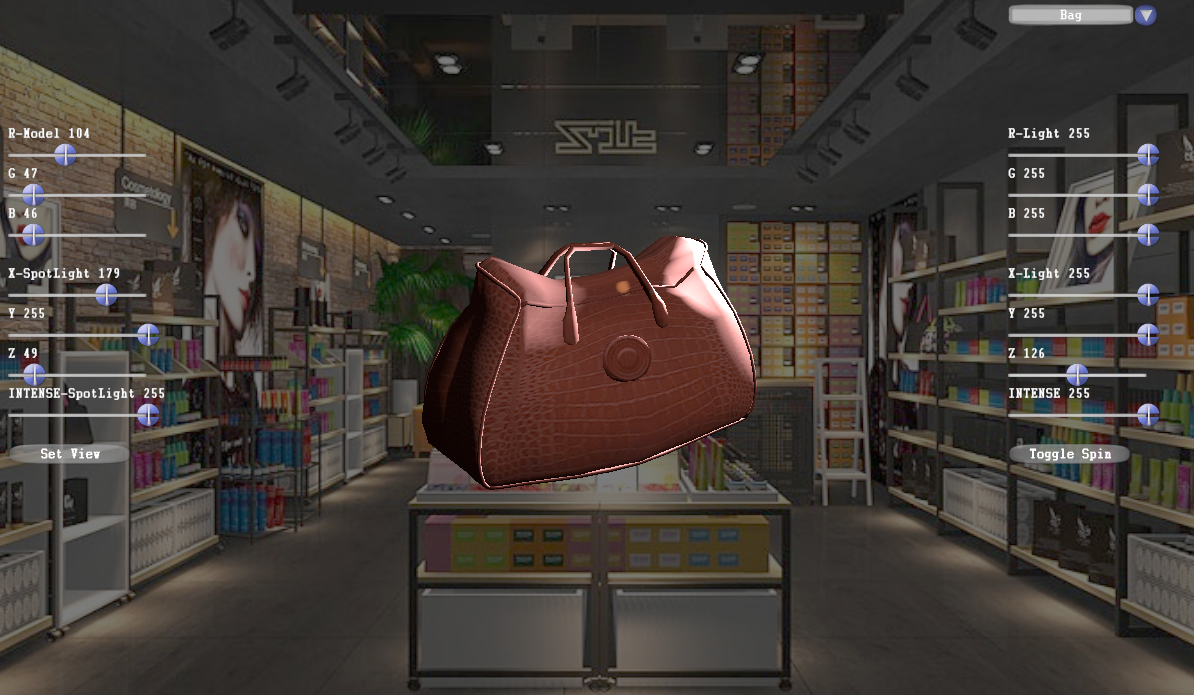 Bag
R-Model 104
G 47
B 46
X-SpotLight 179
Y 255
Z 49
INTENSE-SpotLight 255
Set View
R-Light 255
G 255
B 255
X-Light 255
Y 255
Z 126
INTENSE 255
Toggle Spin
Cosmetology